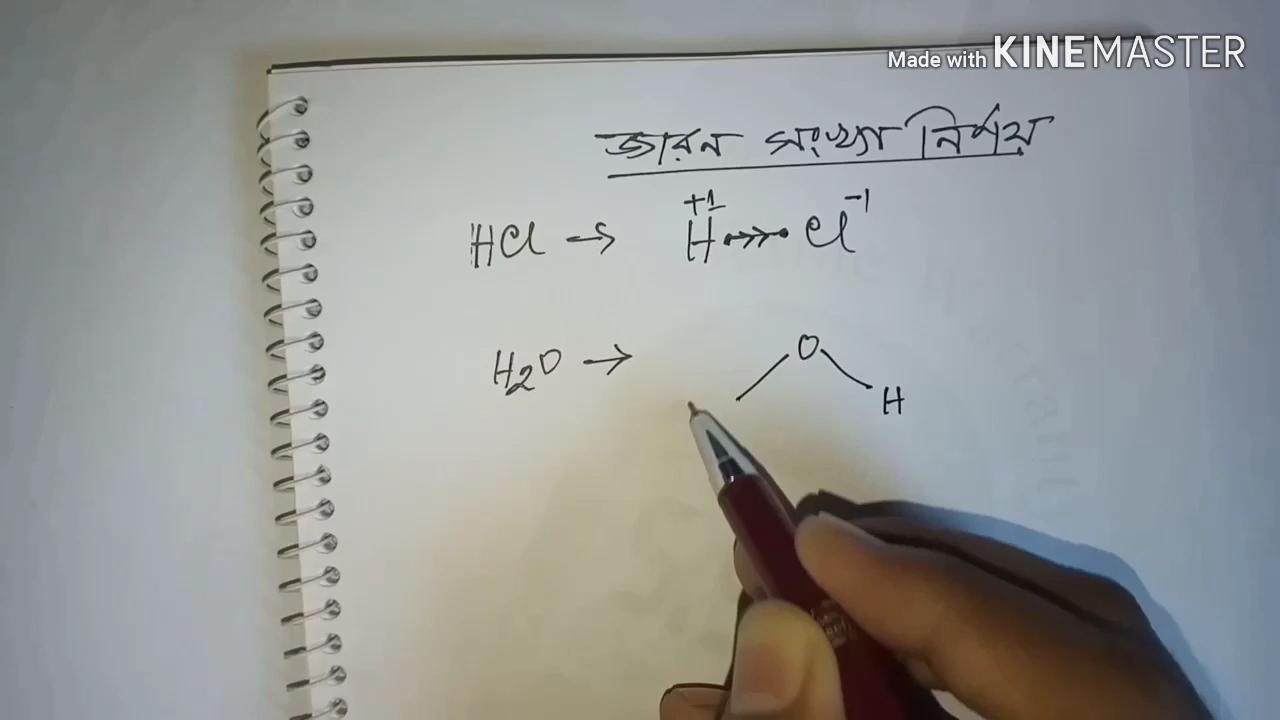 Made with KINEMASTER
জারন সংখ্যা নির্ণয়
HCl → H⁺¹ →→→ Cl⁻¹
H₂O → O
H